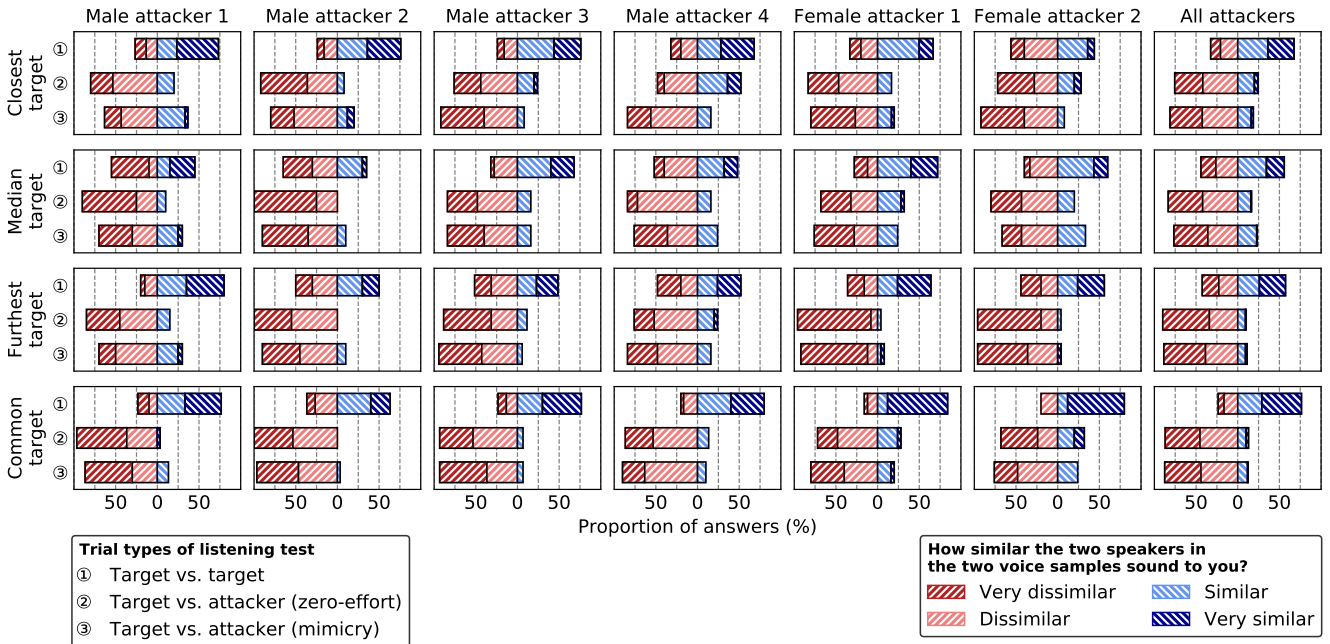 Male attacker 1 Male attacker 2 Male attacker 3 Male attacker 4 Female attacker 1 Female attacker 2 All attackers
Closest
target
①
②
③
Median
target
①
②
③
Furthest
target
①
②
③
Common
target
①
②
③
50 0 50 50 0 50 50 0 50 50 0 50 50 0 50 50 0 50 50 0 50
Proportion of answers (%)
Trial types of listening test
① Target vs. target
② Target vs. attacker (zero-effort)
③ Target vs. attacker (mimicry)
How similar the two speakers in
the two voice samples sound to you?
Very dissimilar Similar
Dissimilar Very similar